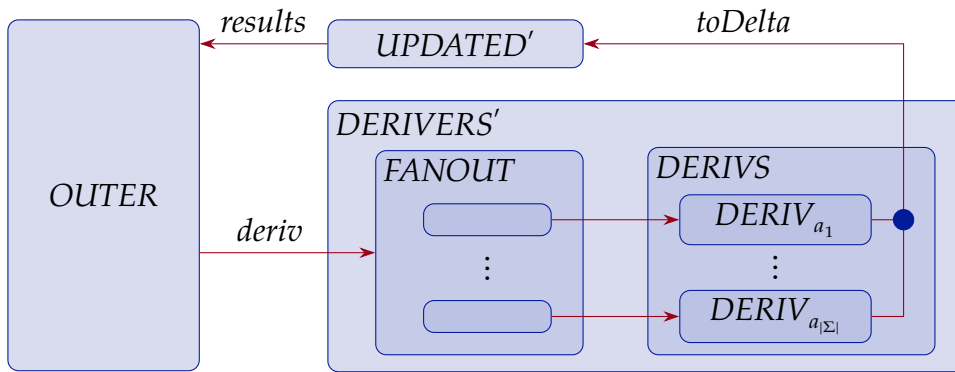 results
toDelta
UPDATED′
DERIVERS′
FANOUT
DERIVS
OUTER
DERIV_{a_1}
deriv
⋮
⋮
DERIV_{a_{|Σ|}}